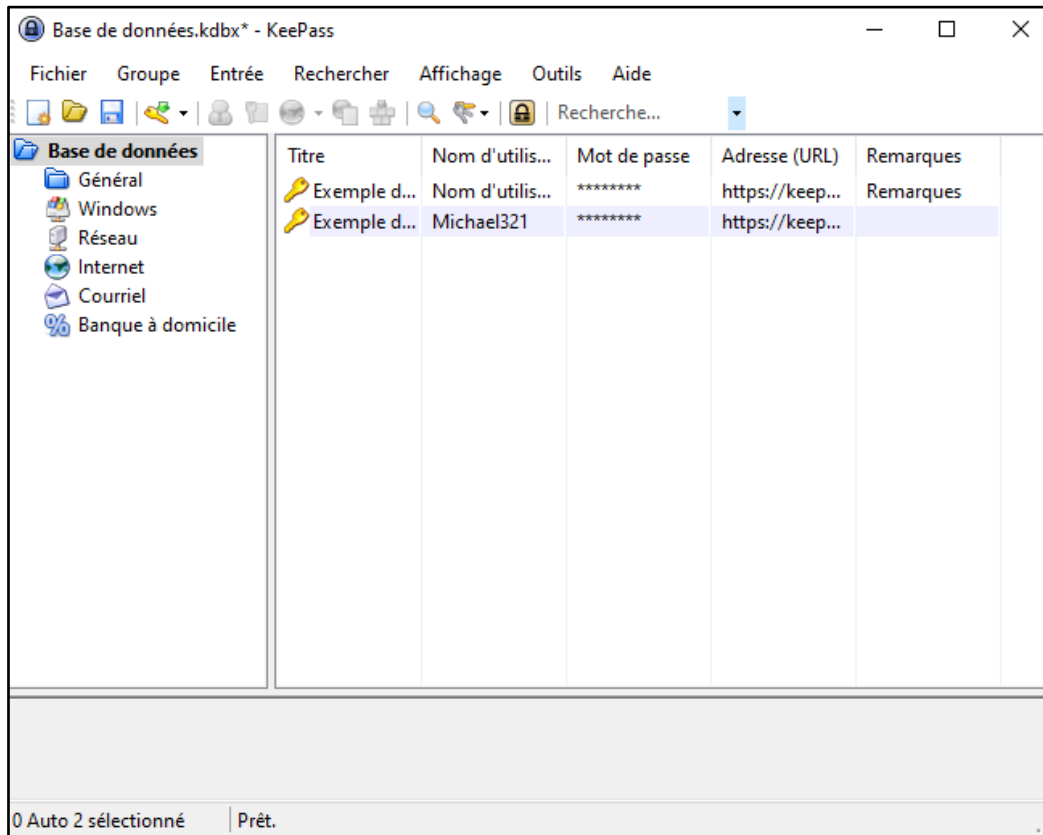 Base de données.kdbx* - KeePass
Fichier Groupe Entrée Rechercher Affichage Outils Aide
Recherche...
Base de données
Général
Windows
Réseau
Internet
Courriel
Banque à domicile
Titre Nom d'utilis... Mot de passe Adresse (URL) Remarques
Exemple d... Nom d'utilis... ******** https://keep... Remarques
Exemple d... Michael321 ******** https://keep...
0 Auto 2 sélectionné Prêt.